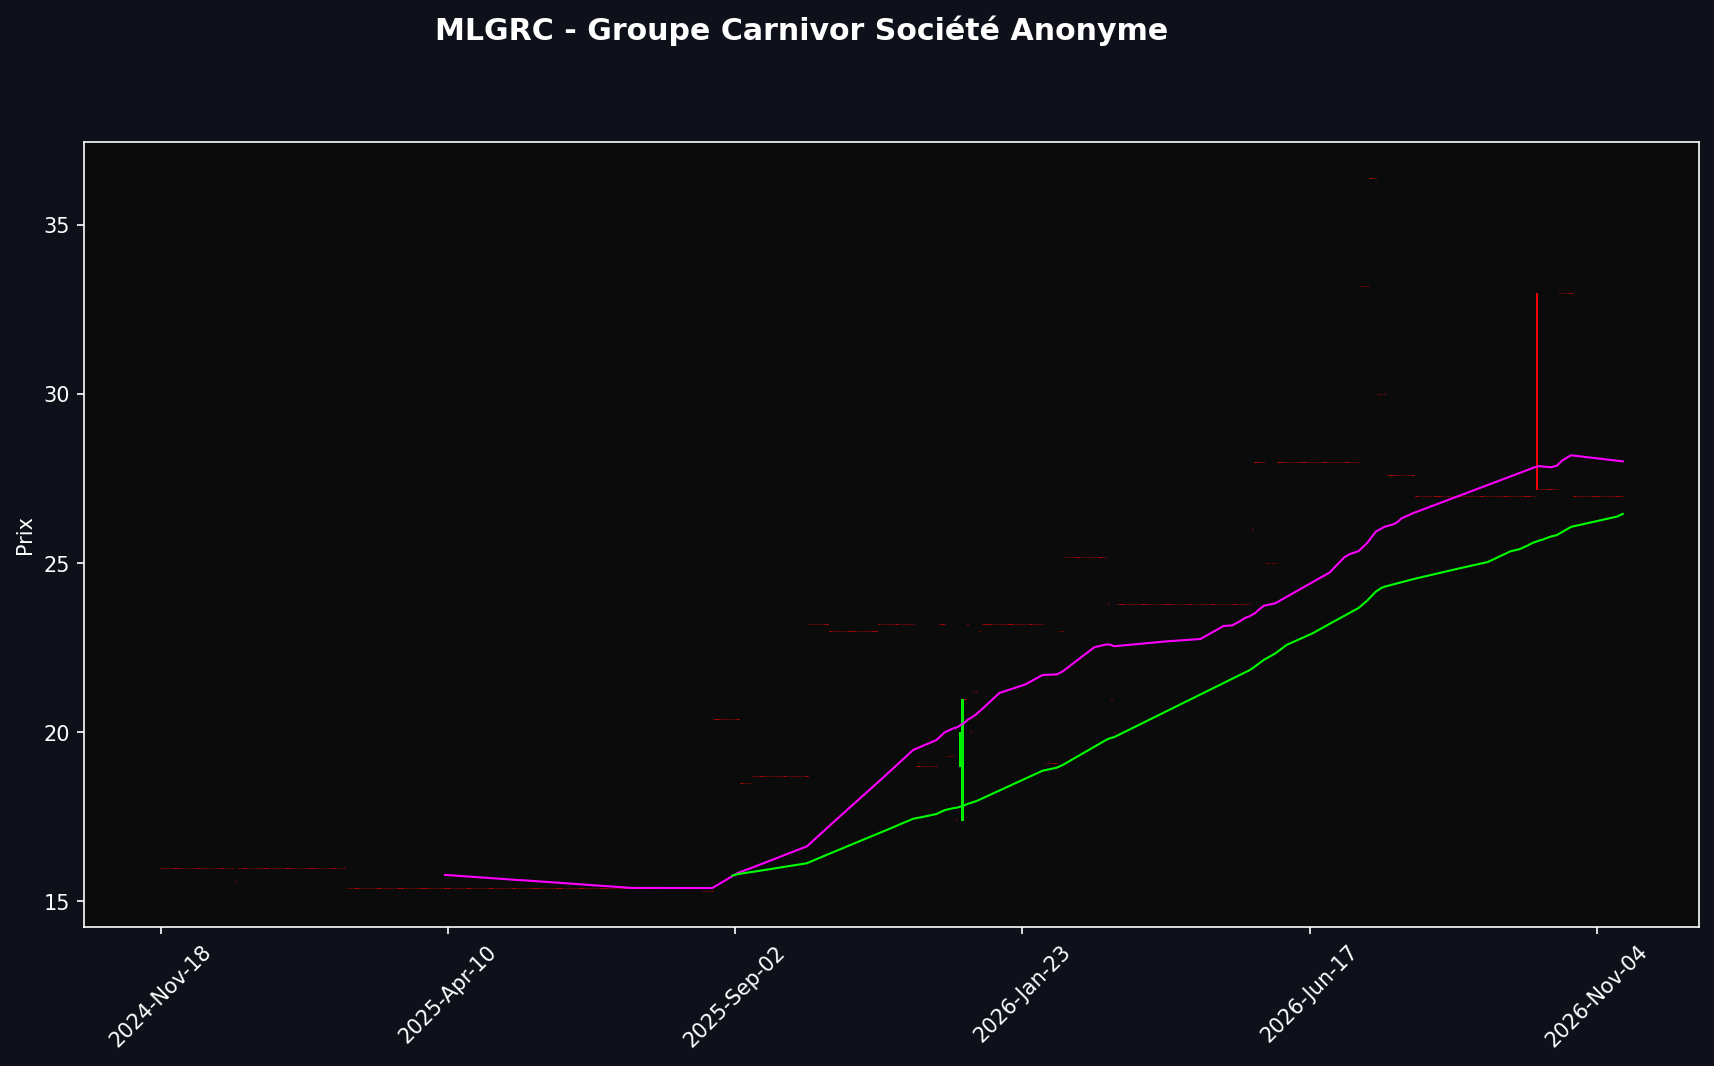 MLGRC - Groupe Carnivor Société Anonyme
Prix
35
30
25
20
15
2024-Nov-18
2025-Apr-10
2025-Sep-02
2026-Jan-23
2026-Jun-17
2026-Nov-04